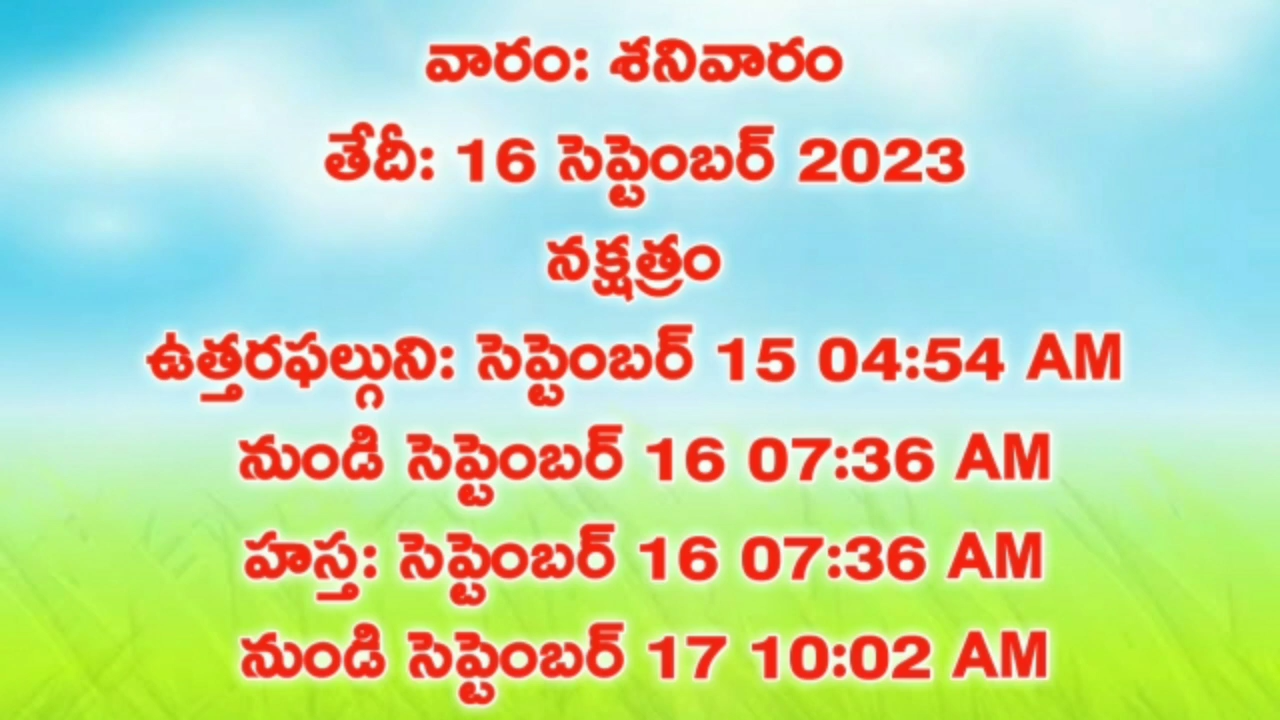 వారం: శనివారం
తేదీ: 16 సెప్టెంబర్ 2023
నక్షత్రం
ఉత్తరఫల్గుని: సెప్టెంబర్ 15 04:54 AM
నుండి సెప్టెంబర్ 16 07:36 AM
హస్త: సెప్టెంబర్ 16 07:36 AM
నుండి సెప్టెంబర్ 17 10:02 AM